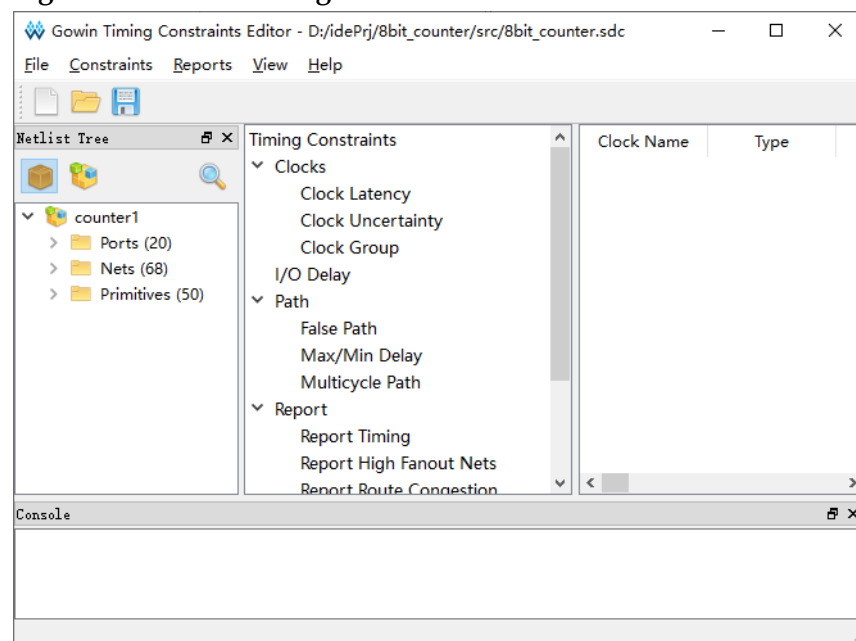 Gowin Timing Constraints Editor - D:/idePrj/8bit_counter/src/8bit_counter.sdc
File Constraints Reports View Help
Netlist Tree
counter1
Ports (20)
Nets (68)
Primitives (50)
Timing Constraints
Clocks
Clock Latency
Clock Uncertainty
Clock Group
I/O Delay
Path
False Path
Max/Min Delay
Multicycle Path
Report
Report Timing
Report High Fanout Nets
Report Route Congestion
Clock Name Type
Console